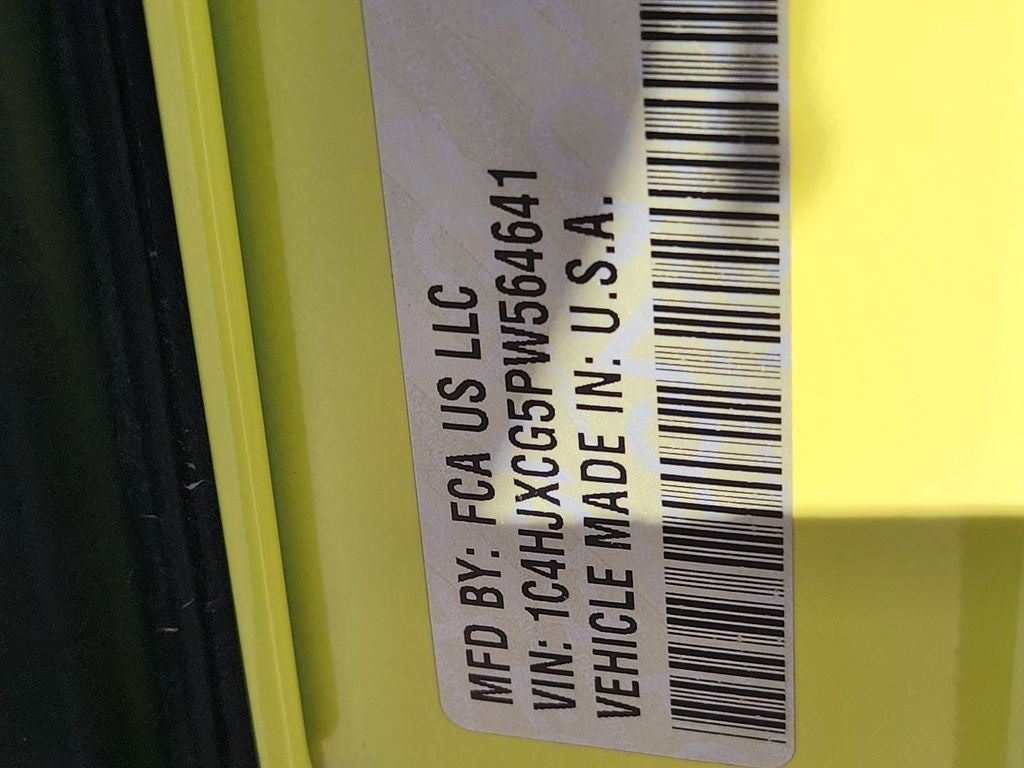 MFD BY: FCA US LLC
VIN: 1C4HJXCG5PW564641
VEHICLE MADE IN: U.S.A.